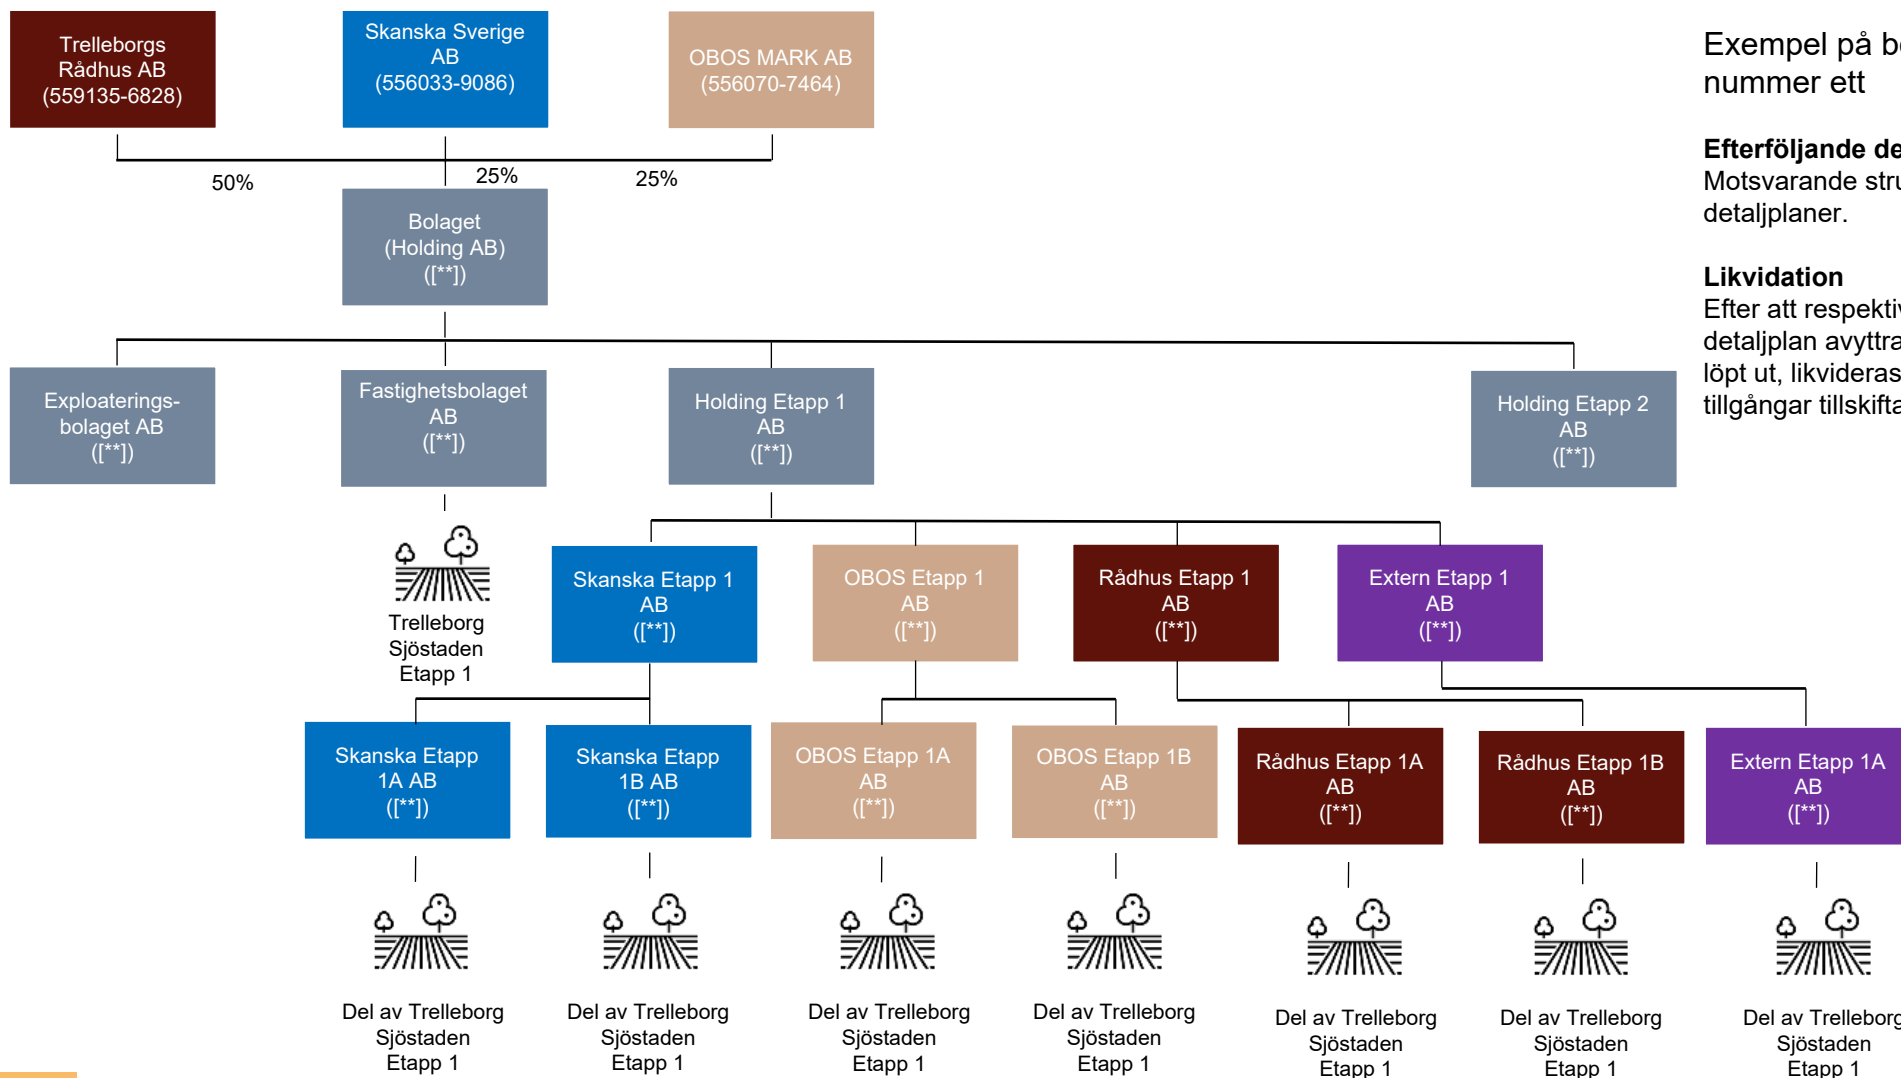 Trelleborgs
Rådhus AB
(559135-6828)
Skanska Sverige
AB
(556033-9086)
OBOS MARK AB
(556070-7464)
50%
25%
25%
Bolaget
(Holding AB)
([**])
Exploaterings-
bolaget AB
([**])
Fastighetsbolaget
AB
([**])
Holding Etapp 1
AB
([**])
Holding Etapp 2
AB
([**])
Trelleborg
Sjöstaden
Etapp 1
Skanska Etapp 1
AB
([**])
OBOS Etapp 1
AB
([**])
Rådhus Etapp 1
AB
([**])
Extern Etapp 1
AB
([**])
Skanska Etapp
1A AB
([**])
Skanska Etapp
1B AB
([**])
OBOS Etapp 1A
AB
([**])
OBOS Etapp 1B
AB
([**])
Rådhus Etapp 1A
AB
([**])
Rådhus Etapp 1B
AB
([**])
Extern Etapp 1A
AB
([**])
Del av Trelleborg
Sjöstaden
Etapp 1
Del av Trelleborg
Sjöstaden
Etapp 1
Del av Trelleborg
Sjöstaden
Etapp 1
Del av Trelleborg
Sjöstaden
Etapp 1
Del av Trelleborg
Sjöstaden
Etapp 1
Del av Trelleborg
Sjöstaden
Etapp 1
Del av Trelleborg
Sjöstaden
Etapp 1
Exempel på
nummer ett
Efterföljande
Motsvarande
detaljplaner.
Likvidation
Efter att
detaljplan
löpt ut, likvideras
tillgångar